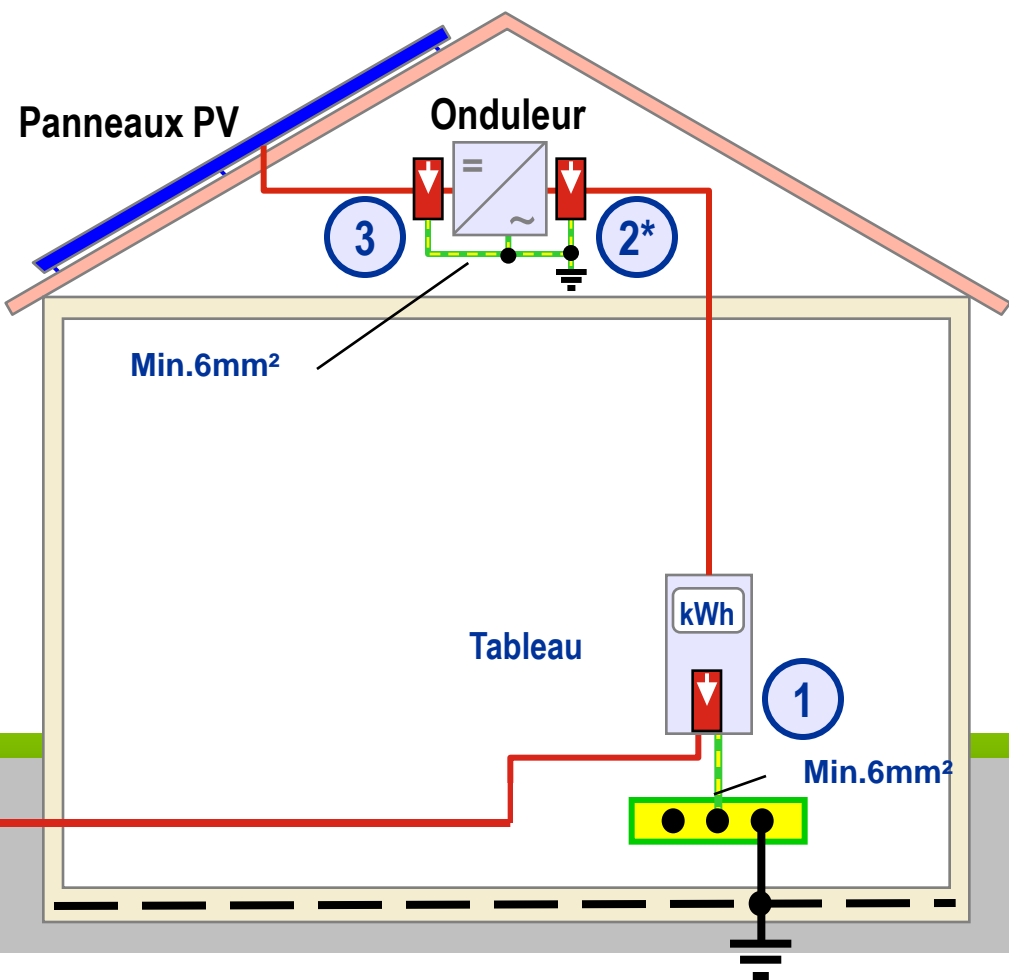 Onduleur
Panneaux PV
=
~
3
2*
Min.6mm²
kWh
Tableau
1
Min.6mm²